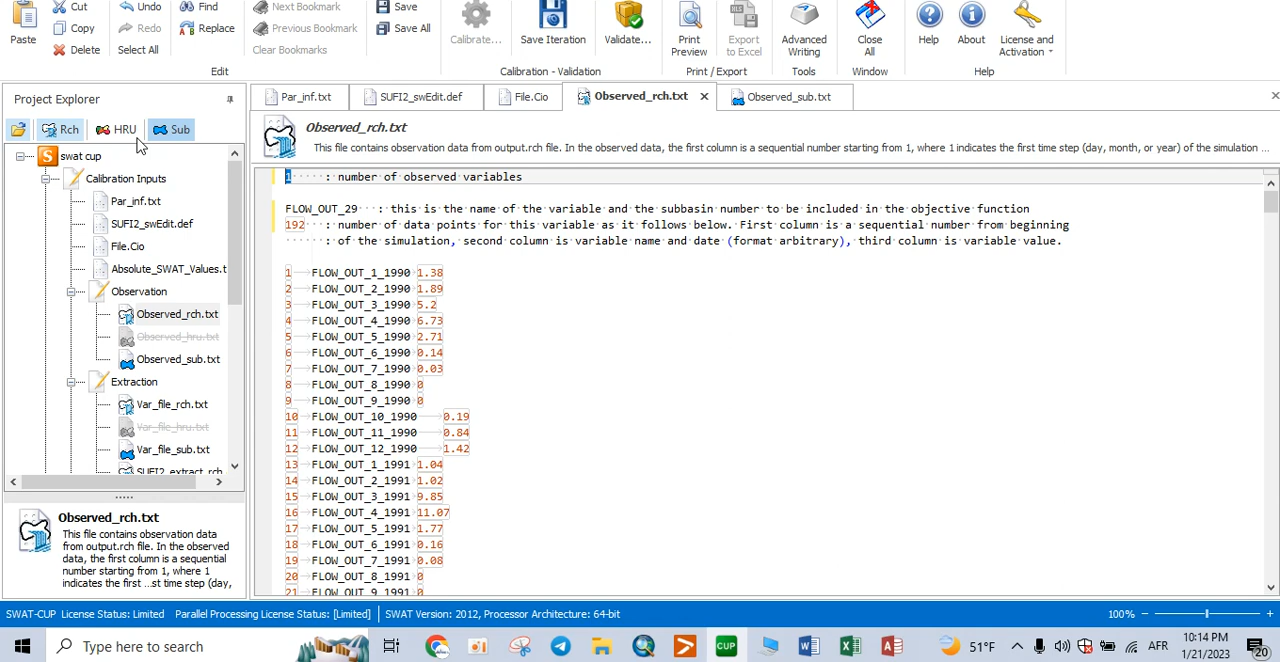 Paste
Cut
Copy
Delete
Undo
Redo
Select All
Find
Replace
Edit
Next Bookmark
Previous Bookmark
Clear Bookmarks
Save
Save All
Calibrate...
Save Iteration
Validate...
Calibration - Validation
Print Preview
Export to Excel
Print / Export
Advanced Writing
Tools
Close All
Window
Help
About
License and Activation
Help
Project Explorer
Rch
HRU
Sub
swat cup
Calibration Inputs
Par_inf.txt
SUFI2_swEdit.def
File.Cio
Absolute_SWAT_Values.t
Observation
Observed_rch.txt
Observed_hru.txt
Observed_sub.txt
Extraction
Var_file_rch.txt
Var_file_hru.txt
Var_file_sub.txt
SUFI2_extract_rch
Observed_rch.txt
This file contains observation data
from output.rch file. In the observed
data, the first column is a sequential
number starting from 1, where 1
indicates the first ...st time step (day,
Par_inf.txt
SUFI2_swEdit.def
File.Cio
Observed_rch.txt
Observed_sub.txt
Observed_rch.txt
This file contains observation data from output.rch file. In the observed data, the first column is a sequential number starting from 1, where 1 indicates the first time step (day, month, or year) of the simulation ...
1 : number of observed variables
FLOW_OUT_29 : this is the name of the variable and the subbasin number to be included in the objective function
192 : number of data points for this variable as it follows below. First column is a sequential number from beginning
: of the simulation, second column is variable name and date (format arbitrary), third column is variable value.
1 FLOW_OUT_1_1990 1.38
2 FLOW_OUT_2_1990 1.89
3 FLOW_OUT_3_1990 5.2
4 FLOW_OUT_4_1990 6.73
5 FLOW_OUT_5_1990 2.71
6 FLOW_OUT_6_1990 0.14
7 FLOW_OUT_7_1990 0.03
8 FLOW_OUT_8_1990 0
9 FLOW_OUT_9_1990 0
10 FLOW_OUT_10_1990 0.19
11 FLOW_OUT_11_1990 0.84
12 FLOW_OUT_12_1990 1.42
13 FLOW_OUT_1_1991 1.04
14 FLOW_OUT_2_1991 1.02
15 FLOW_OUT_3_1991 9.85
16 FLOW_OUT_4_1991 11.07
17 FLOW_OUT_5_1991 1.77
18 FLOW_OUT_6_1991 0.16
19 FLOW_OUT_7_1991 0.08
20 FLOW_OUT_8_1991 0
21 FLOW_OUT_9_1991 0
SWAT-CUP License Status: Limited Parallel Processing License Status: [Limited] SWAT Version: 2012, Processor Architecture: 64-bit
100%
Type here to search
CUP
51°F
AFR
10:14 PM
1/21/2023
20